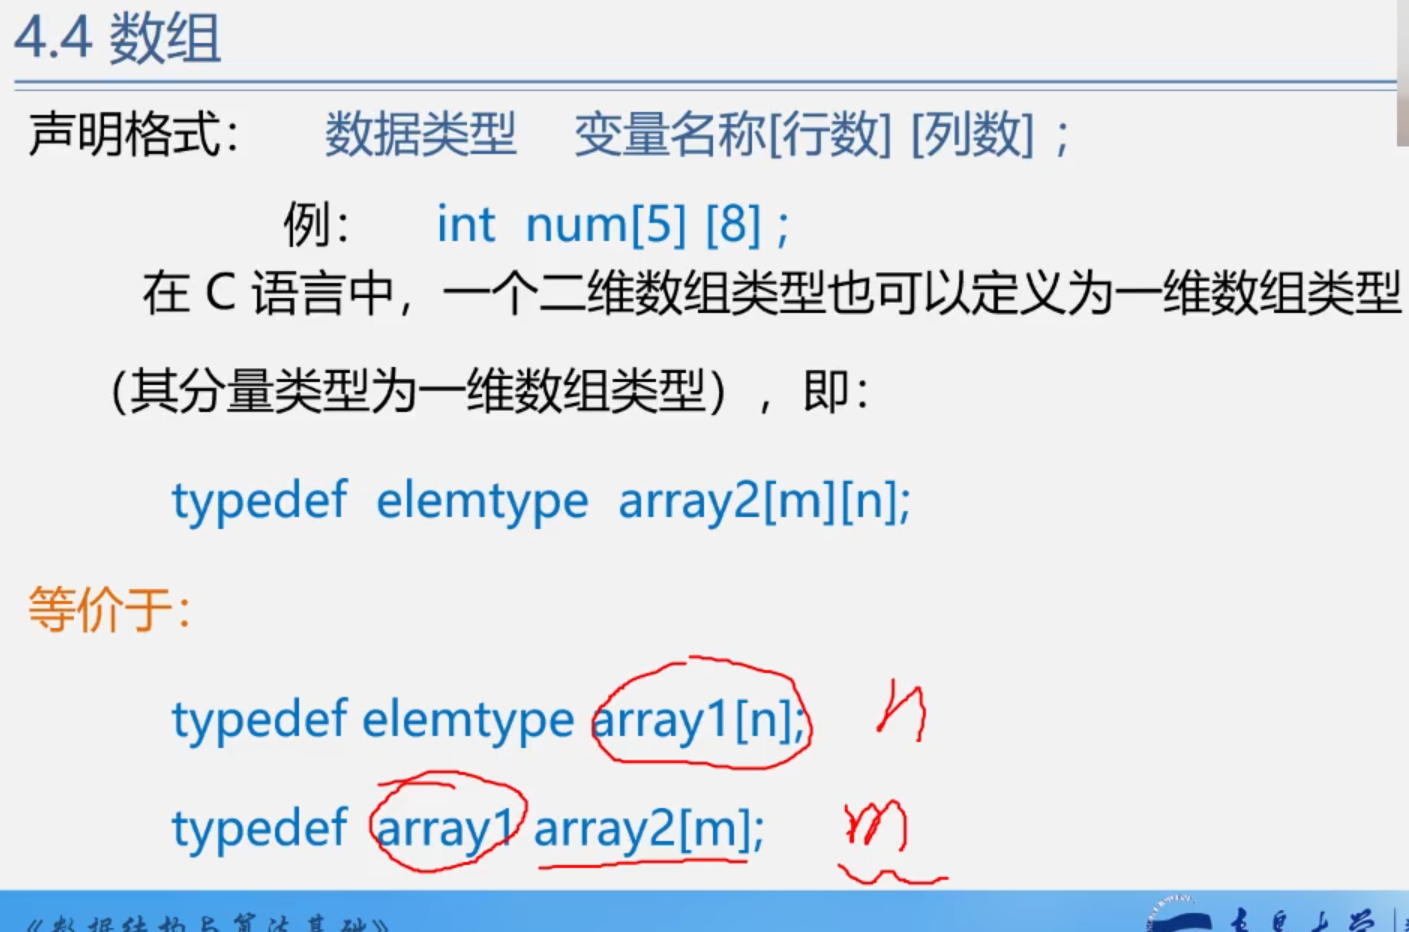 4.4 数组
声明格式： 数据类型 变量名称[行数] [列数] ；
例： int num[5] [8] ;
在 C 语言中，一个二维数组类型也可以定义为一维数组类型
（其分量类型为一维数组类型），即：
typedef elemtype array2[m][n];
等价于：
typedef elemtype array1[n]; n
typedef array1 array2[m]; m
《数据结构与算法基础》 青岛大学